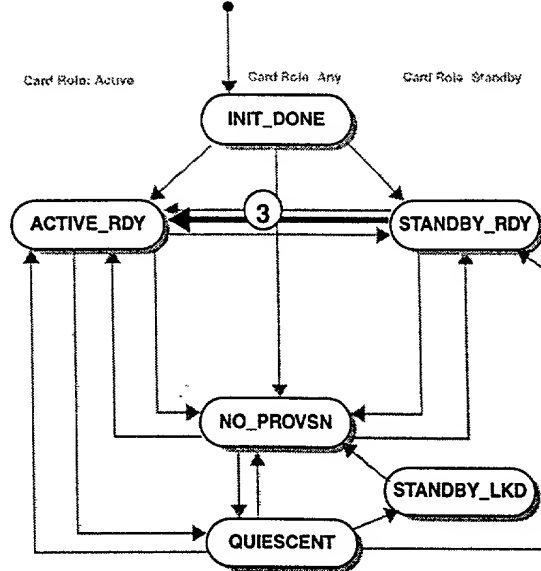 Card Role: Active
Card Role Any
Card Role Standby
INIT_DONE
ACTIVE_RDY
3
STANDBY_RDY
NO_PROVSN
STANDBY_LKD
QUIESCENT